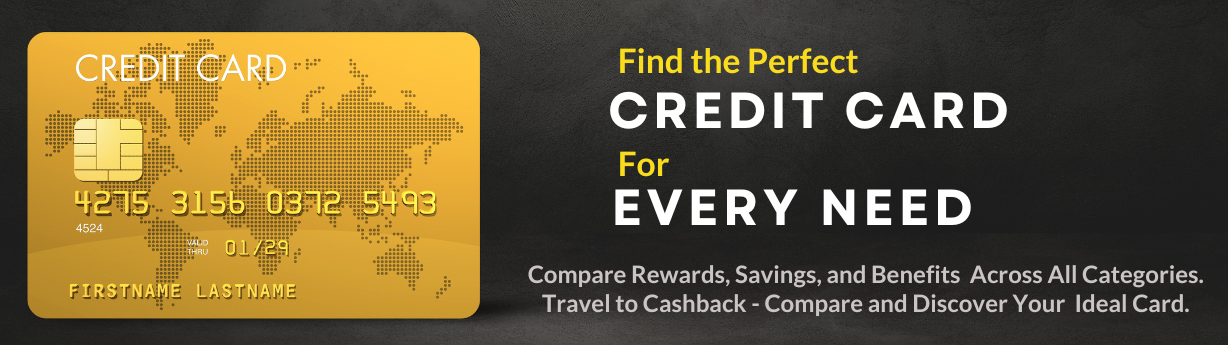 CREDIT CARD
4275 3156 0372 5493
4524
VALID
THRU
01/29
FIRSTNAME LASTNAME
Find the Perfect
CREDIT CARD
For
EVERY NEED
Compare Rewards, Savings, and Benefits Across All Categories.
Travel to Cashback - Compare and Discover Your Ideal Card.